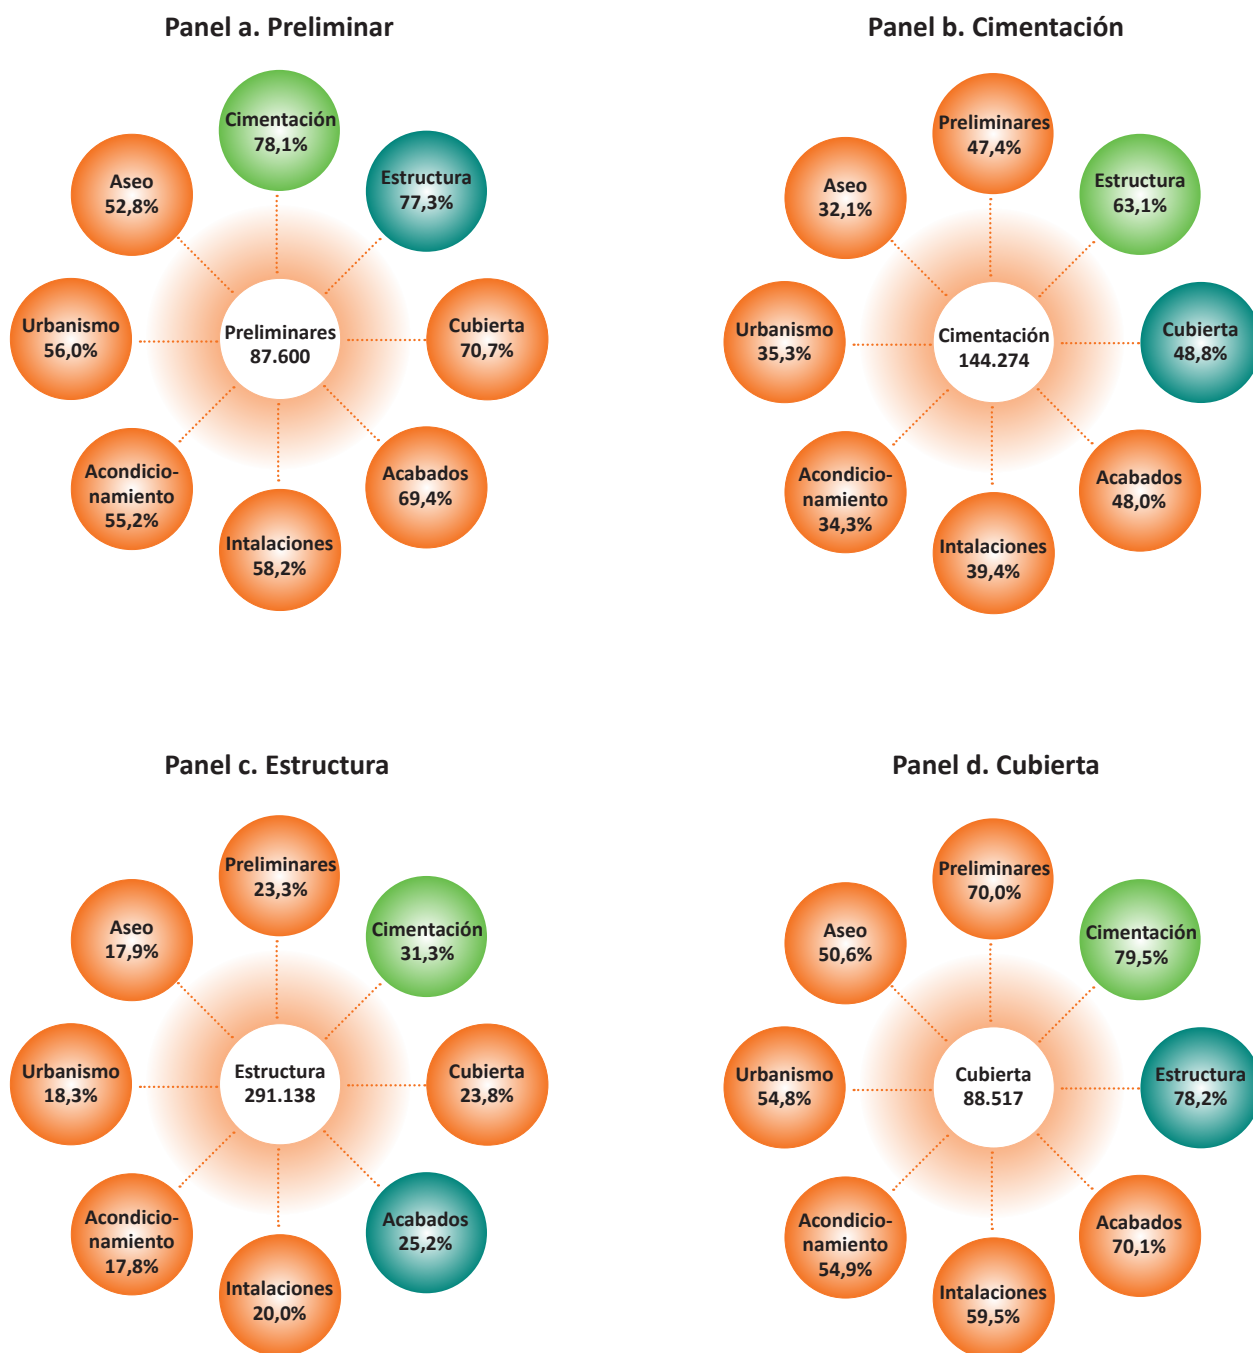 Panel a. Preliminar
Cimentación
78,1%
Estructura
77,3%
Cubierta
70,7%
Acabados
69,4%
Intalaciones
58,2%
Acondicio-
namiento
55,2%
Urbanismo
56,0%
Aseo
52,8%
Preliminares
87.600
Panel b. Cimentación
Preliminares
47,4%
Estructura
63,1%
Cubierta
48,8%
Acabados
48,0%
Intalaciones
39,4%
Acondicio-
namiento
34,3%
Urbanismo
35,3%
Aseo
32,1%
Cimentación
144.274
Panel c. Estructura
Preliminares
23,3%
Cimentación
31,3%
Cubierta
23,8%
Acabados
25,2%
Intalaciones
20,0%
Acondicio-
namiento
17,8%
Urbanismo
18,3%
Aseo
17,9%
Estructura
291.138
Panel d. Cubierta
Preliminares
70,0%
Cimentación
79,5%
Estructura
78,2%
Acabados
70,1%
Intalaciones
59,5%
Acondicio-
namiento
54,9%
Urbanismo
54,8%
Aseo
50,6%
Cubierta
88.517